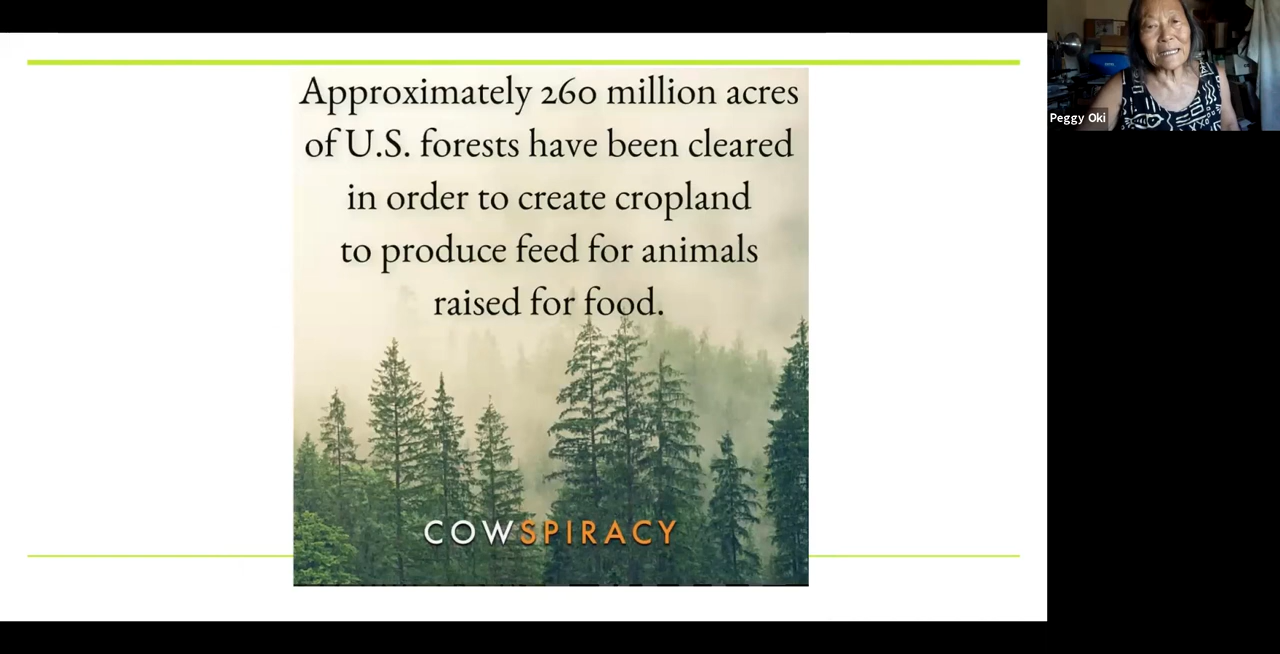 Approximately 260 million acres
of U.S. forests have been cleared
in order to create cropland
to produce feed for animals
raised for food.
COWSPIRACY
Peggy Oki